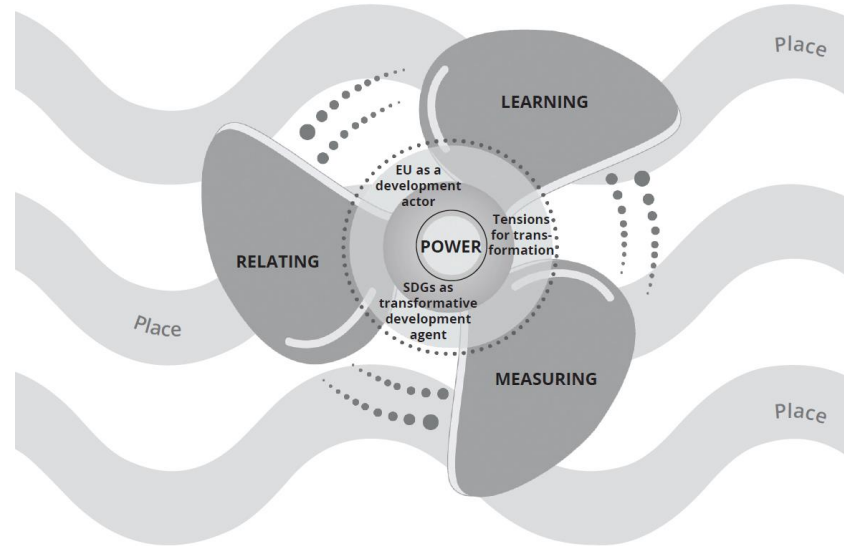 Place
LEARNING
EU as a
development
actor
Tensions
for trans-
formation
POWER
RELATING
SDGs as
transformative
development
agent
Place
MEASURING
Place